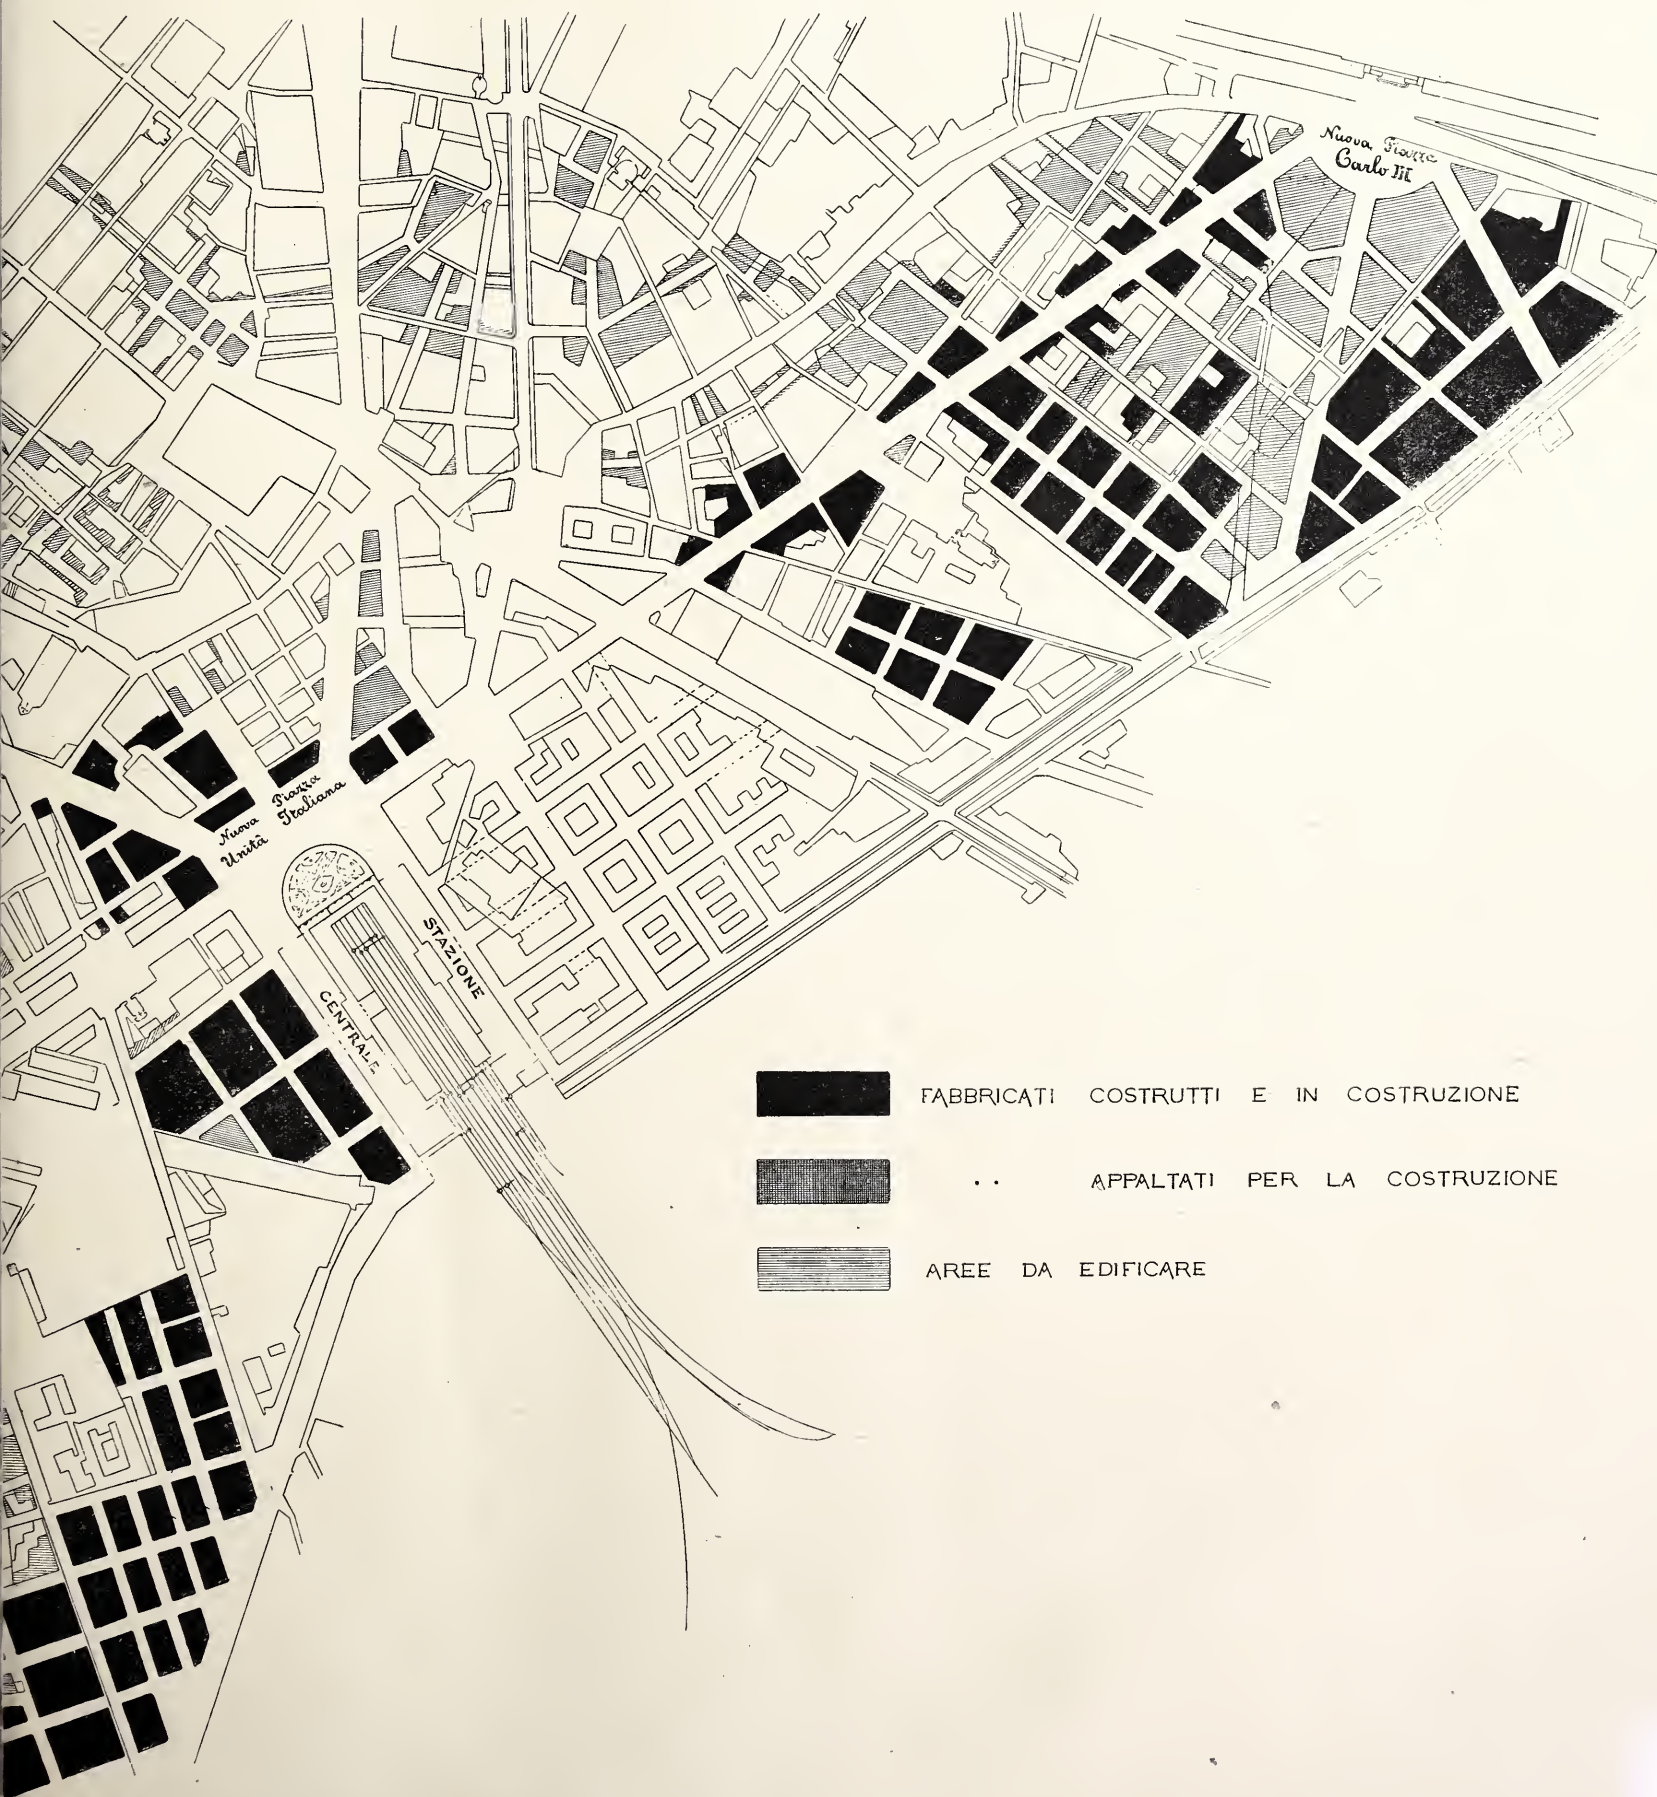 Nuova Piazza
Carlo III
Nuova Piazza
Unità Italiana
STAZIONE
CENTRALE
FABBRICATI COSTRUTTI E IN COSTRUZIONE
.. APPALTATI PER LA COSTRUZIONE
AREE DA EDIFICARE